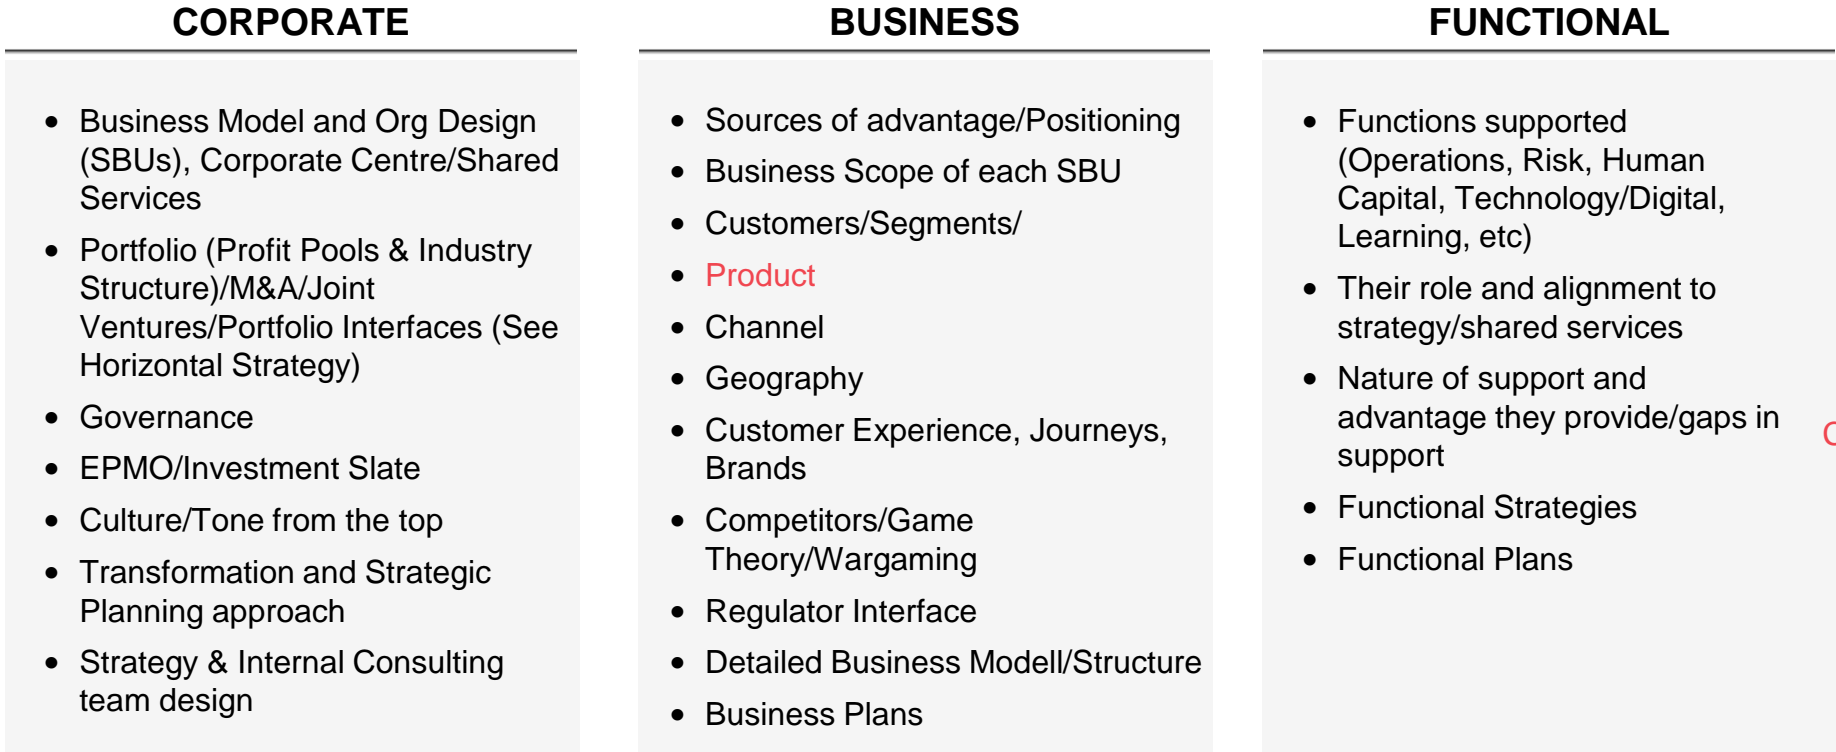 CORPORATE
• Business Model and Org Design
(SBUs), Corporate Centre/Shared
Services
• Portfolio (Profit Pools & Industry
Structure)/M&A/Joint
Ventures/Portfolio Interfaces (See
Horizontal Strategy)
• Governance
• EPMO/Investment Slate
• Culture/Tone from the top
• Transformation and Strategic
Planning approach
• Strategy & Internal Consulting
team design
BUSINESS
• Sources of advantage/Positioning
• Business Scope of each SBU
• Customers/Segments/
• Product
• Channel
• Geography
• Customer Experience, Journeys,
Brands
• Competitors/Game
Theory/Wargaming
• Regulator Interface
• Detailed Business Modell/Structure
• Business Plans
FUNCTIONAL
• Functions supported
(Operations, Risk, Human
Capital, Technology/Digital,
Learning, etc)
• Their role and alignment to
strategy/shared services
• Nature of support and
advantage they provide/gaps in
support
• Functional Strategies
• Functional Plans